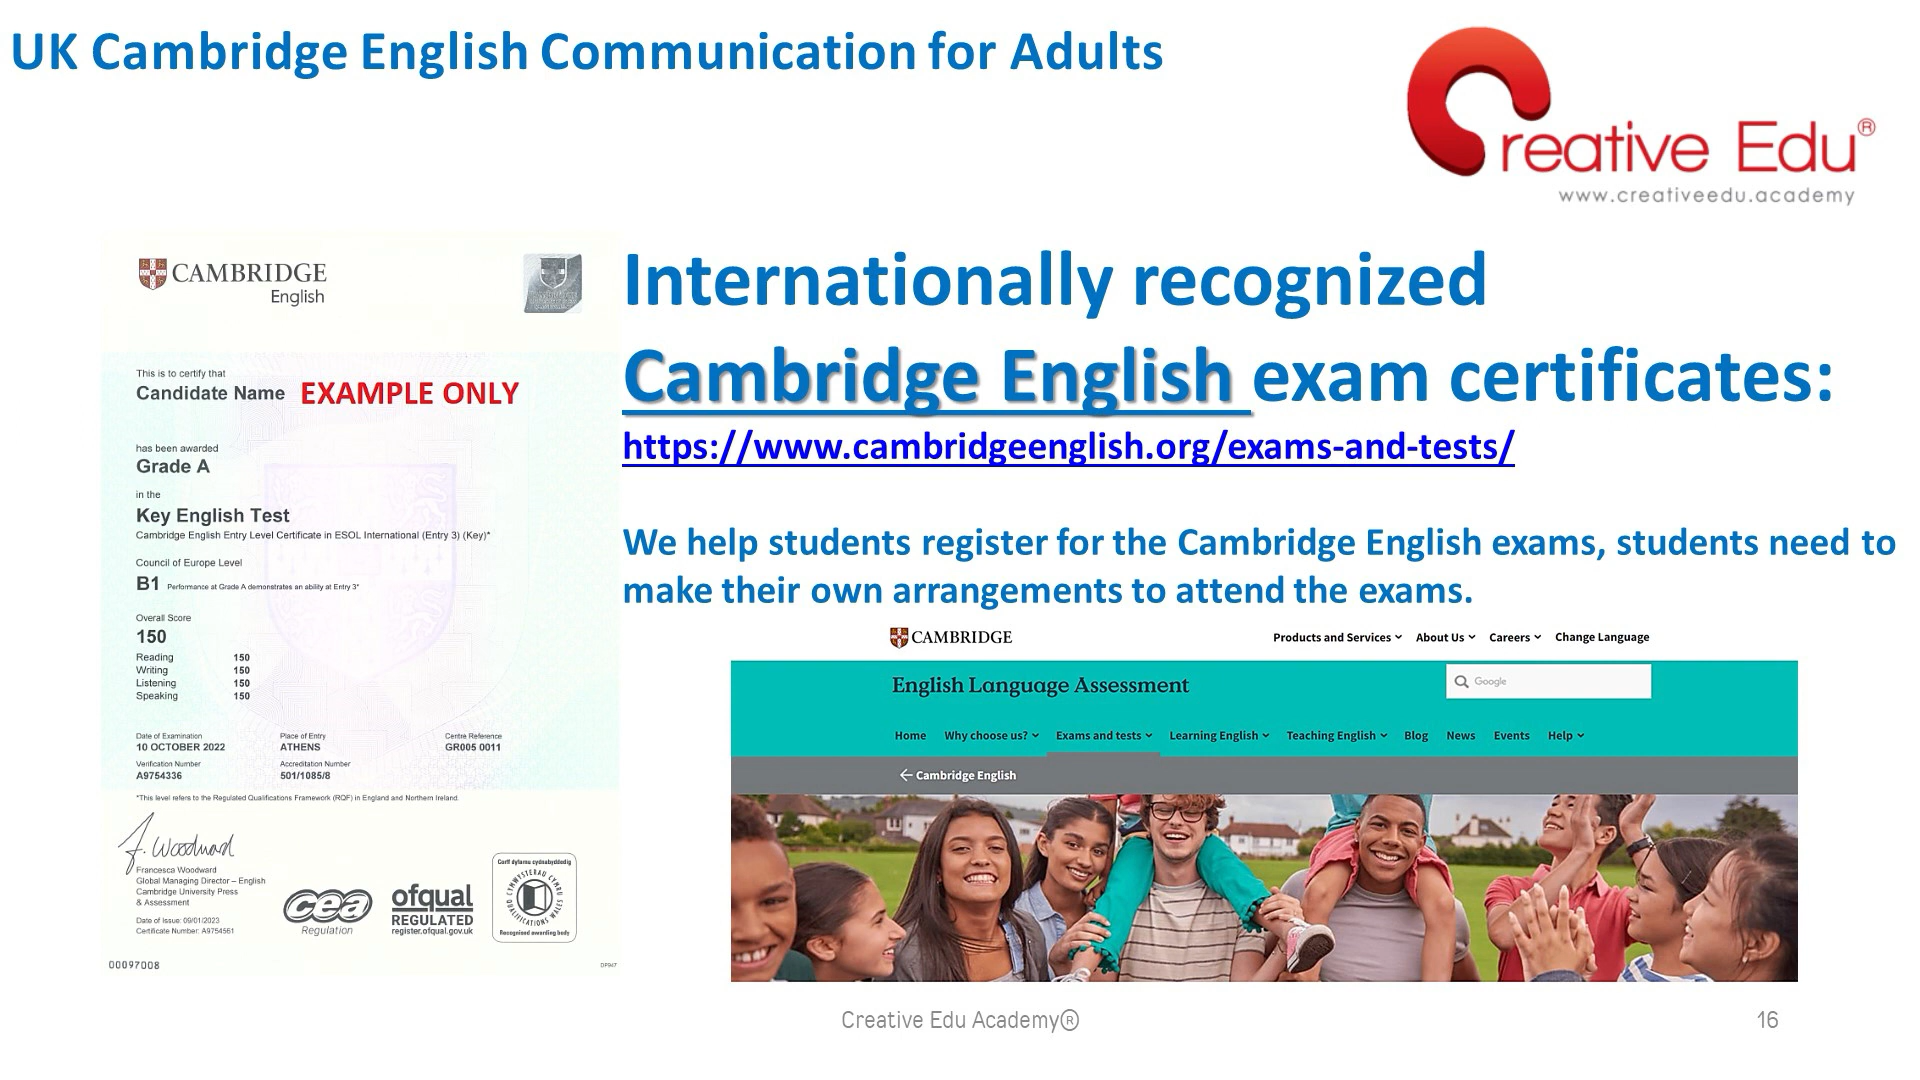 UK Cambridge English Communication for Adults
reative Edu®
www.creativeedu.academy
CAMBRIDGE
English
This is to certify that
Candidate Name EXAMPLE ONLY
has been awarded
Grade A
in the
Key English Test
Cambridge English Entry Level Certificate in ESOL International (Entry 3) (Key)*
Council of Europe Level
B1 Performance at Grade A demonstrates an ability at Entry 3*
Overall Score
150
Reading 150
Writing 150
Listening 150
Speaking 150
Date of Examination Place of Entry Centre Reference
10 OCTOBER 2022 ATHENS GR005 0011
Verification Number Accreditation Number
A9754336 501/1085/8
*This level refers to the Regulated Qualifications Framework (RQF) in England and Northern Ireland.
F. Woodward
Francesca Woodward
Global Managing Director – English
Cambridge University Press
& Assessment
Date of Issue: 09/01/2023
Certificate Number: A9754561
cea
Regulation
ofqual
REGULATED
register.ofqual.gov.uk
Corff dyfarnu cydnabyddedig
CYMWYSTERAU CYMRU
QUALIFICATIONS WALES
Recognised awarding body
00097008
DP947
Internationally recognized
Cambridge English exam certificates:
https://www.cambridgeenglish.org/exams-and-tests/
We help students register for the Cambridge English exams, students need to
make their own arrangements to attend the exams.
CAMBRIDGE
Products and Services About Us Careers Change Language
English Language Assessment
Google
Home Why choose us? Exams and tests Learning English Teaching English Blog News Events Help
← Cambridge English
Creative Edu Academy®
16